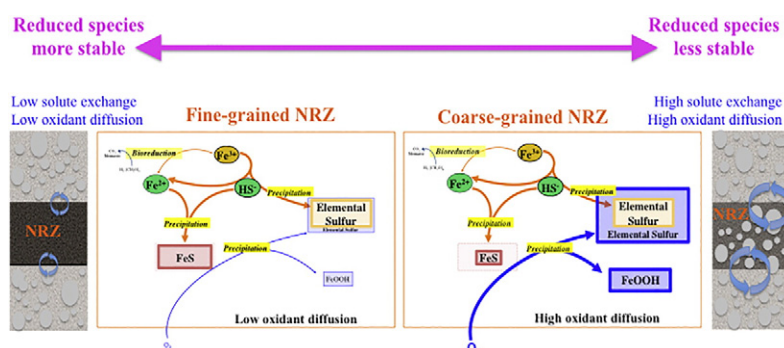 Reduced species
more stable
Reduced species
less stable
Low solute exchange
Low oxidant diffusion
Fine-grained NRZ
Coarse-grained NRZ
High solute exchange
High oxidant diffusion
NRZ
Bioreduction
Fe3+
Fe2+
HS-
Precipitation
Elemental
Sulfur
Elemental Sulfur
Precipitation
Precipitation
FeS
FeOOH
Low oxidant diffusion
Bioreduction
Fe3+
Fe2+
HS-
Precipitation
Elemental
Sulfur
Elemental Sulfur
Precipitation
Precipitation
FeS
FeOOH
High oxidant diffusion
NRZ